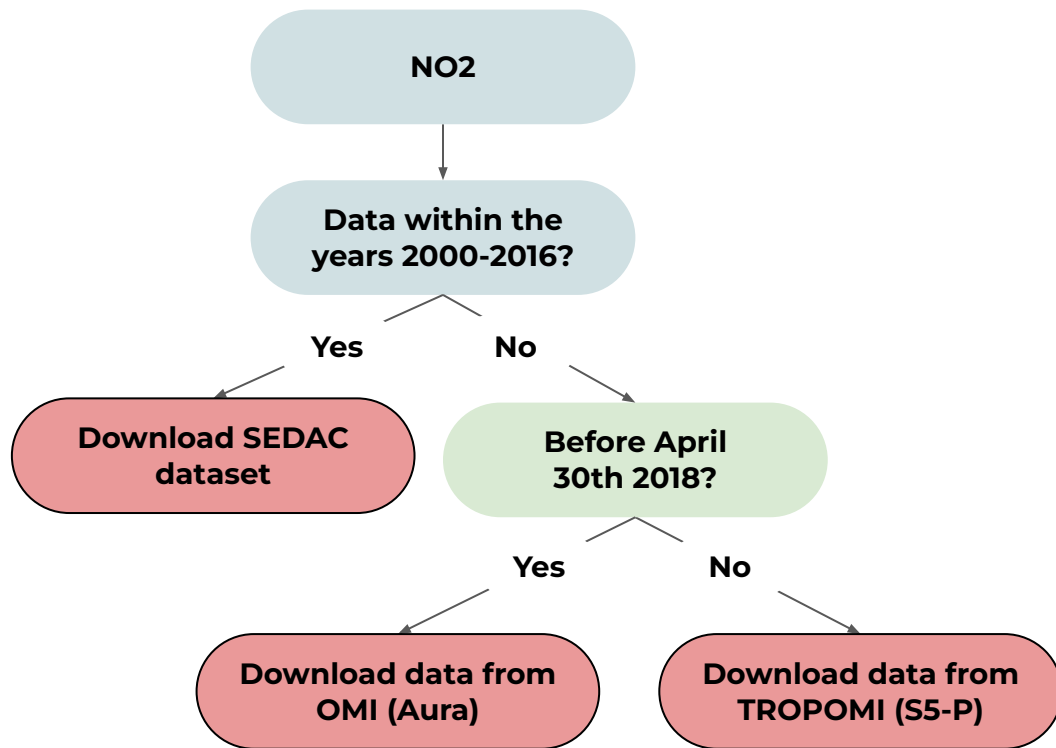 NO2
Data within the
years 2000-2016?
Yes
No
Download SEDAC
dataset
Before April
30th 2018?
Yes
No
Download data from
OMI (Aura)
Download data from
TROPOMI (S5-P)